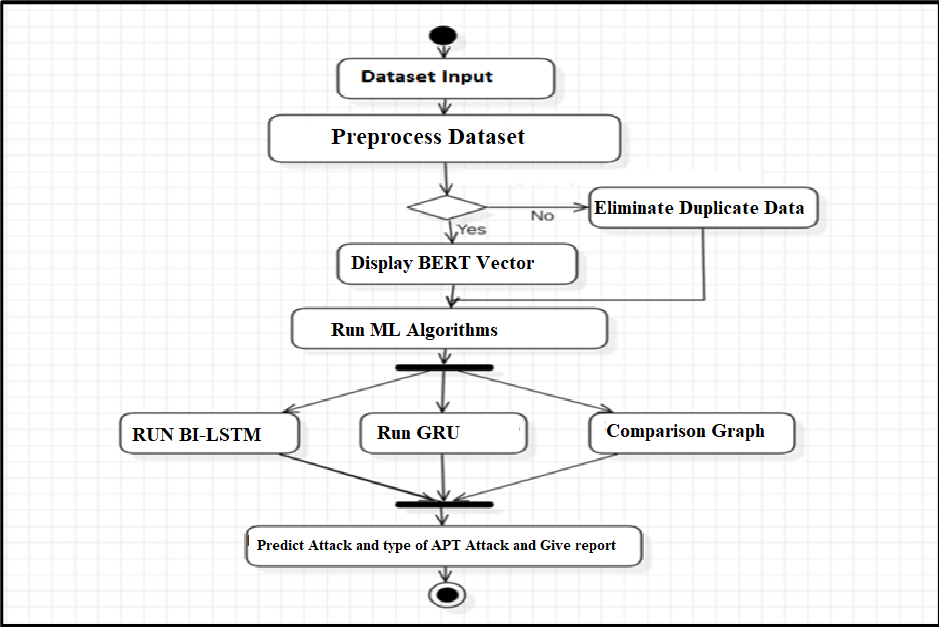 Dataset Input
Preprocess Dataset
No
Eliminate Duplicate Data
Yes
Display BERT Vector
Run ML Algorithms
RUN BI-LSTM
Run GRU
Comparison Graph
Predict Attack and type of APT Attack and Give report